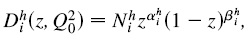 $D_i^h(z, Q_0^2) = N_i^h z^{\alpha_i^h}(1 - z)^{\beta_i^h},$